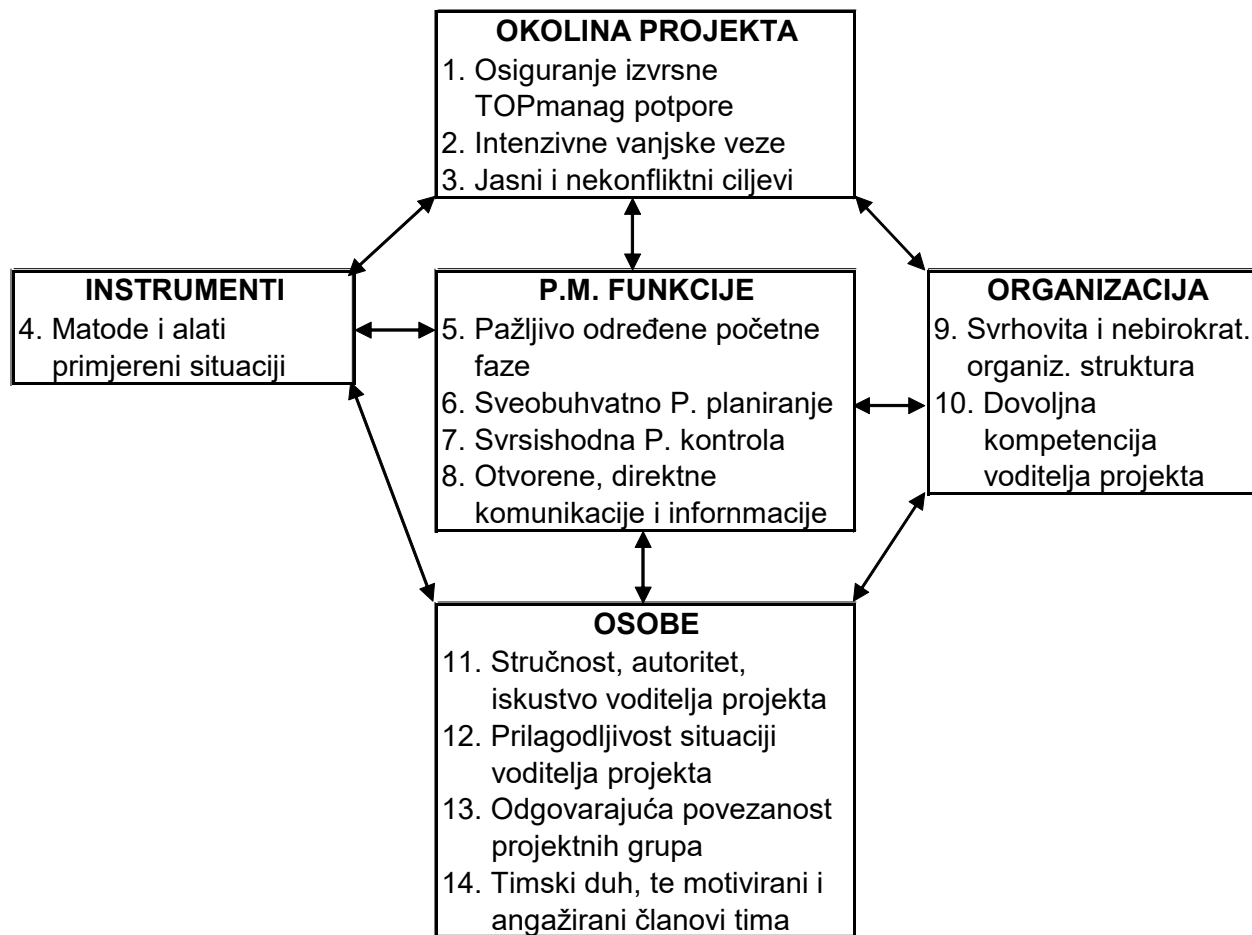 OKOLINA PROJEKTA
1. Osiguranje izvrsne
TOPmanag potpore
2. Intenzivne vanjske veze
3. Jasni i nekonfliktni ciljevi
INSTRUMENTI
4. Matode i alati
primjereni situaciji
P.M. FUNKCIJE
5. Pažljivo određene početne
faze
6. Sveobuhvatno P. planiranje
7. Svrsishodna P. kontrola
8. Otvorene, direktne
komunikacije i infornmacije
ORGANIZACIJA
9. Svrhovita i nebirokrat.
organiz. struktura
10. Dovoljna
kompetencija
voditelja projekta
OSOBE
11. Stručnost, autoritet,
iskustvo voditelja projekta
12. Prilagodljivost situaciji
voditelja projekta
13. Odgovarajuća povezanost
projektnih grupa
14. Timski duh, te motivirani i
angažirani članovi tima